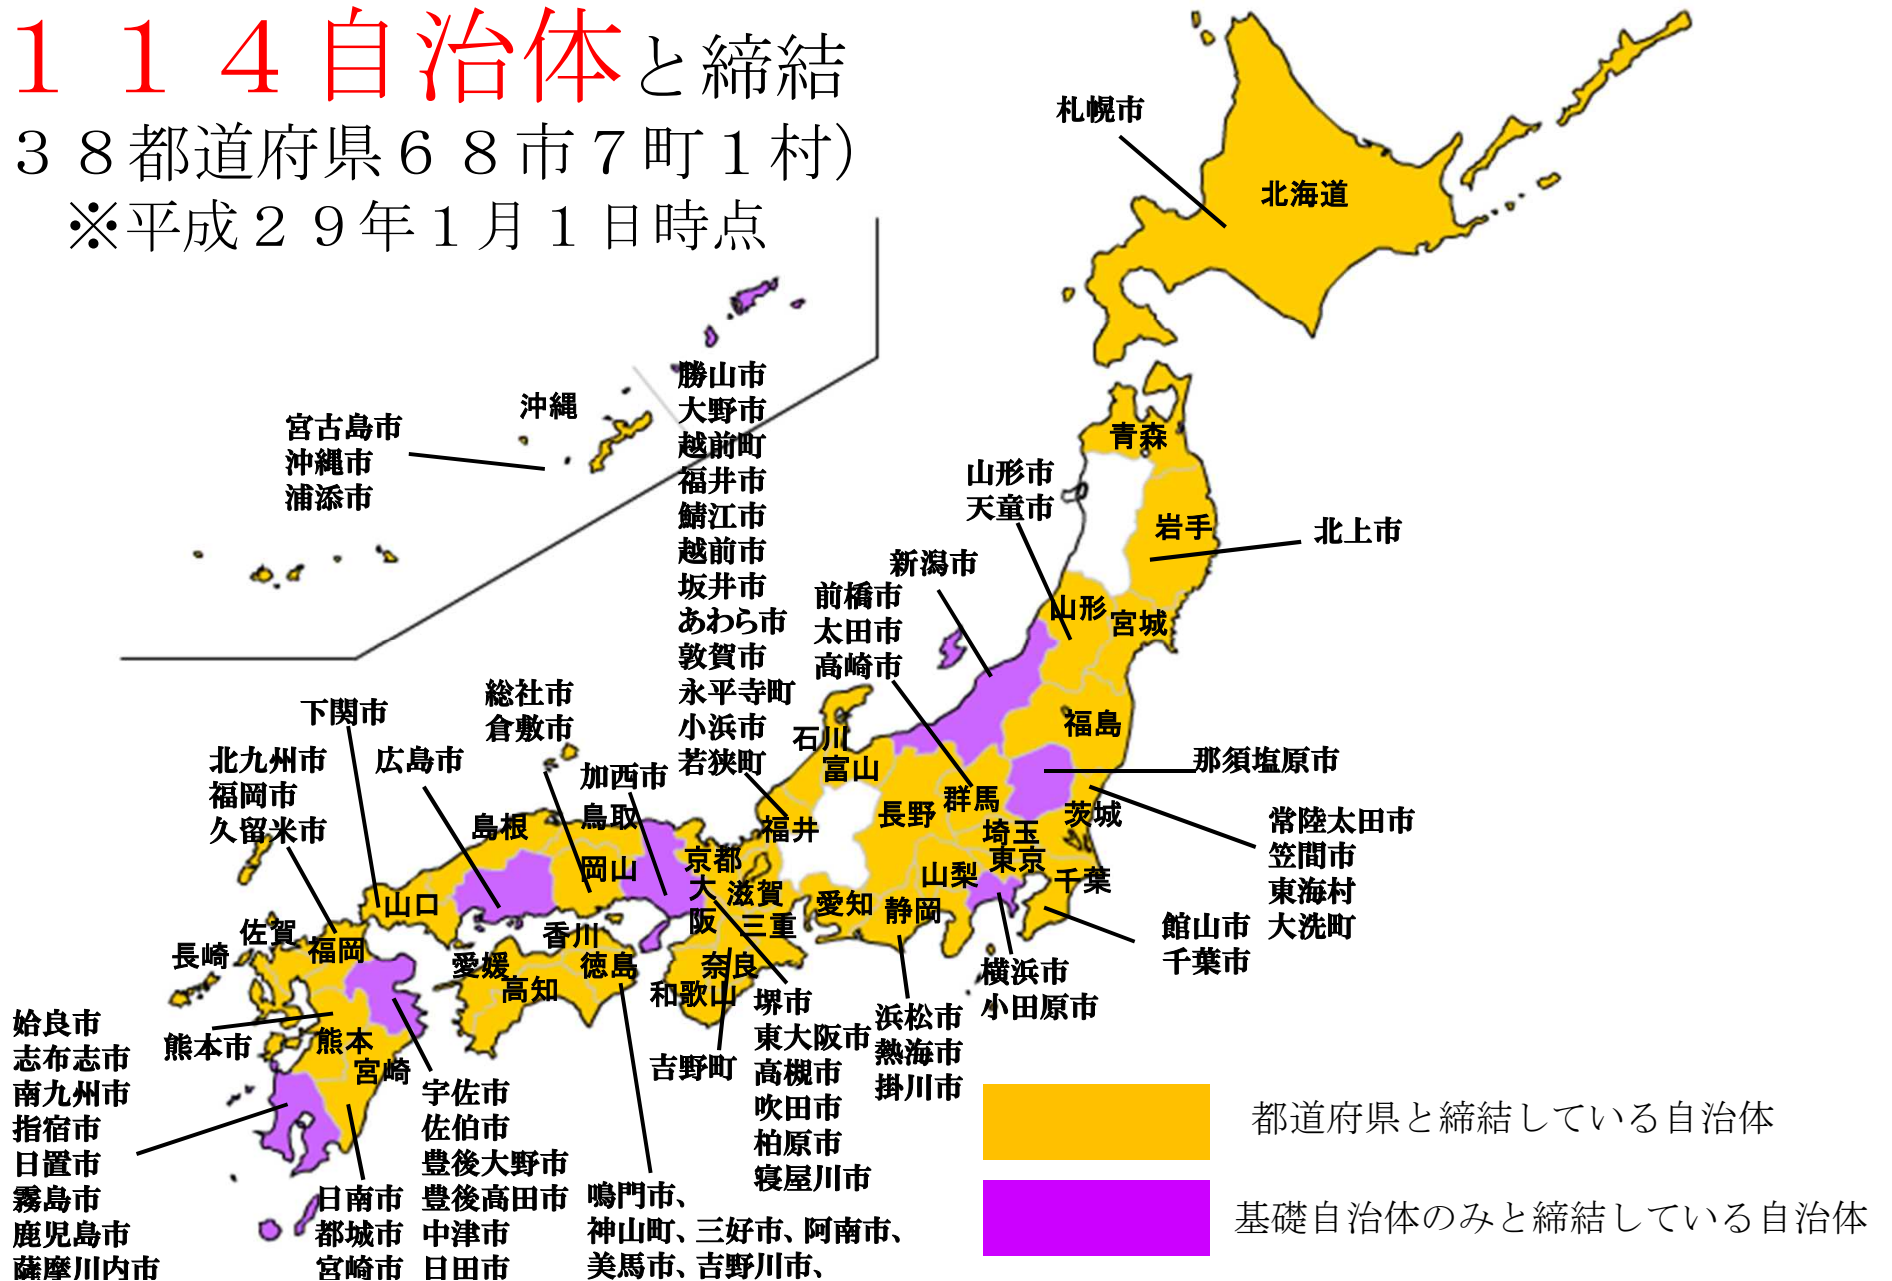 １１４自治体と締結
３８都道府県６８市７町１村）
※平成２９年１月１日時点
札幌市
北海道
宮古島市
沖縄市
浦添市
沖縄
勝山市
大野市
越前町
福井市
鯖江市
越前市
坂井市
あわら市
敦賀市
永平寺町
小浜市
若狭町
青森
山形市
天童市
岩手
北上市
新潟市
前橋市
太田市
高崎市
山形
宮城
福島
那須塩原市
石川
富山
長野
群馬
茨城
埼玉
東京
山梨
千葉
常陸太田市
笠間市
東海村
大洗町
館山市
千葉市
横浜市
小田原市
福井
愛知
静岡
浜松市
熱海市
掛川市
下関市
総社市
倉敷市
北九州市
福岡市
久留米市
広島市
加西市
島根
鳥取
岡山
京都
大
阪
滋賀
三重
奈良
和歌山
山口
香川
徳島
愛媛
高知
佐賀
福岡
長崎
熊本
宮崎
熊本市
吉野町
堺市
東大阪市
高槻市
吹田市
柏原市
寝屋川市
姶良市
志布志市
南九州市
指宿市
日置市
霧島市
鹿児島市
薩摩川内市
日南市
都城市
宮崎市
宇佐市
佐伯市
豊後大野市
豊後高田市
中津市
日田市
鳴門市、
神山町、三好市、阿南市、
美馬市、吉野川市、
都道府県と締結している自治体
基礎自治体のみと締結している自治体